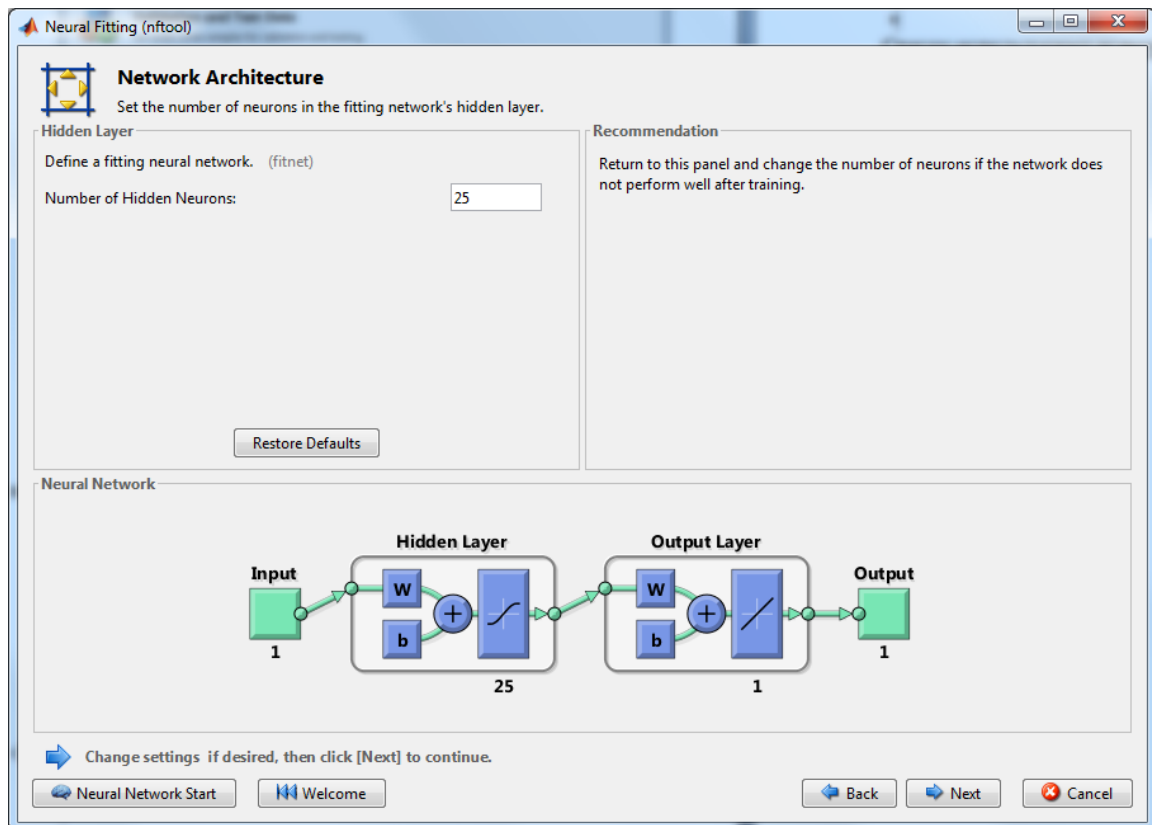 Neural Fitting (nftool)
Network Architecture
Set the number of neurons in the fitting network's hidden layer.
Hidden Layer
Define a fitting neural network. (fitnet)
Number of Hidden Neurons:
25
Restore Defaults
Recommendation
Return to this panel and change the number of neurons if the network does
not perform well after training.
Neural Network
Hidden Layer
Output Layer
Input
Output
W
b
W
b
1
25
1
1
Change settings if desired, then click [Next] to continue.
Neural Network Start
Welcome
Back
Next
Cancel